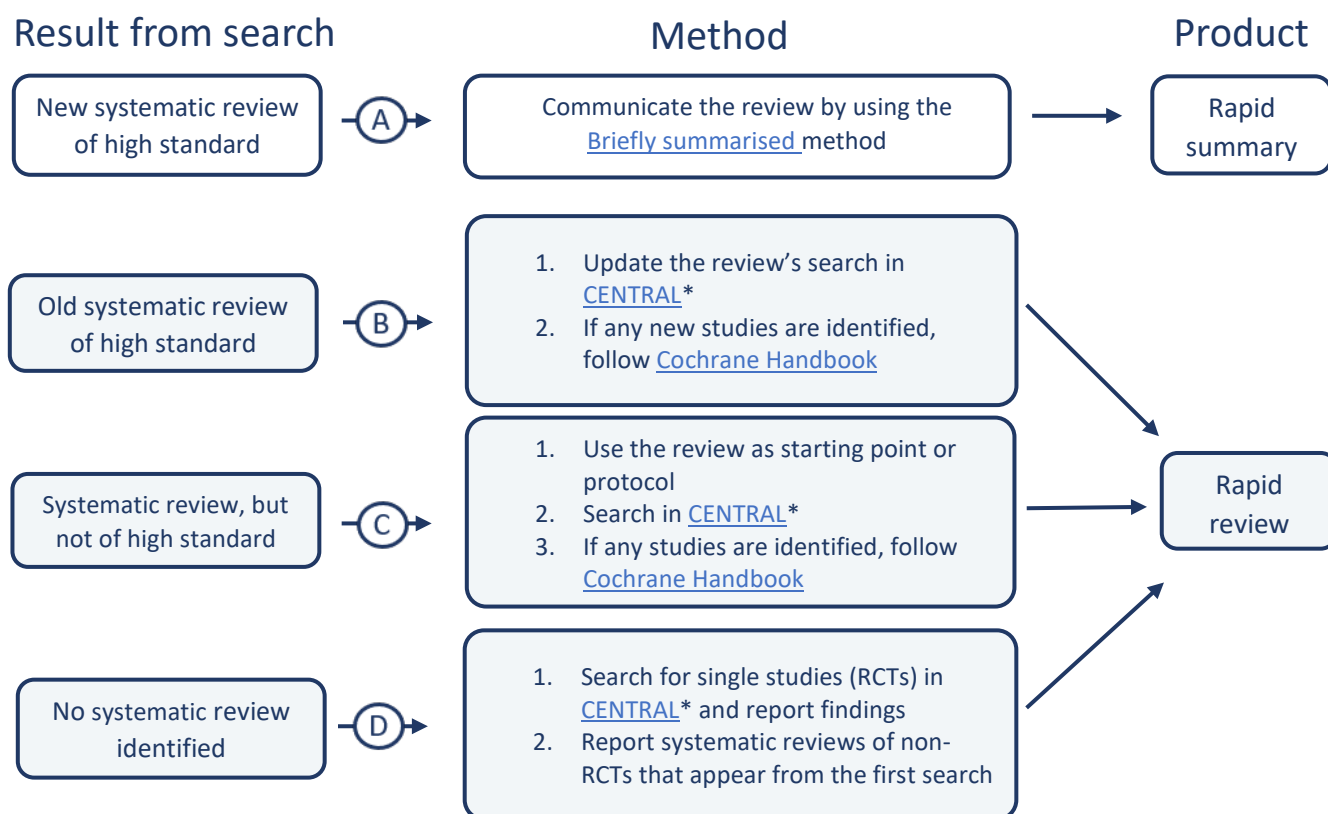 Result from search
Method
Product
New systematic review
of high standard
A
Communicate the review by using the
Briefly summarised method
Rapid
summary
Old systematic review
of high standard
B
1. Update the review’s search in
CENTRAL*
2. If any new studies are identified,
follow Cochrane Handbook
Systematic review, but
not of high standard
C
1. Use the review as starting point or
protocol
2. Search in CENTRAL*
3. If any studies are identified, follow
Cochrane Handbook
Rapid
review
No systematic review
identified
D
1. Search for single studies (RCTs) in
CENTRAL* and report findings
2. Report systematic reviews of non-
RCTs that appear from the first search